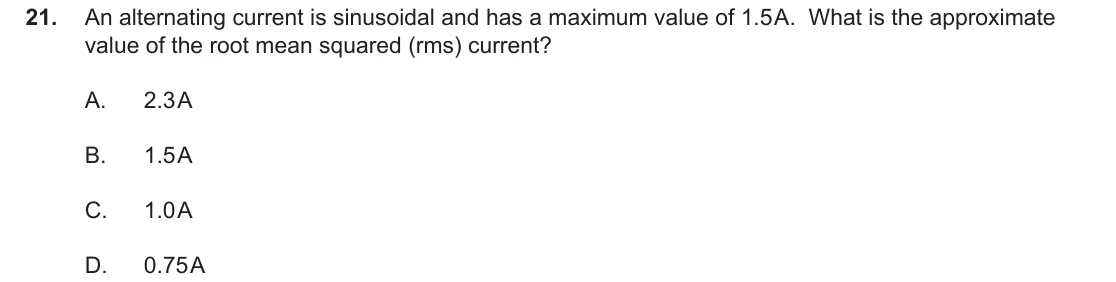 21. An alternating current is sinusoidal and has a maximum value of 1.5A. What is the approximate
value of the root mean squared (rms) current?
A. 2.3A
B. 1.5A
C. 1.0A
D. 0.75A